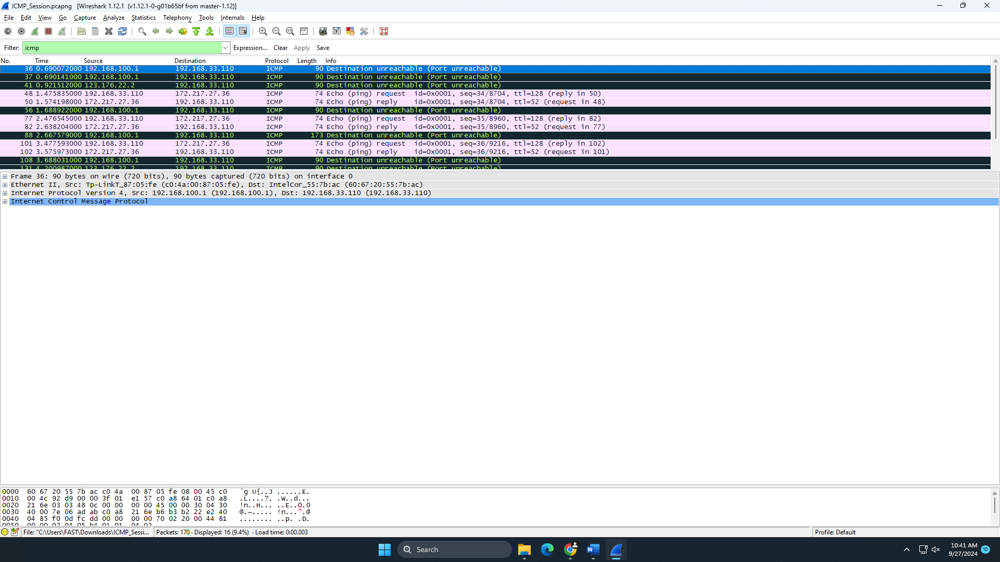 ICMP_Session.pcapng [Wireshark 1.12.1 (v1.12.1-0-g01b65bf from master-1.12)]
File Edit View Go Capture Analyze Statistics Telephony Tools Internals Help
Filter: icmp Expression... Clear Apply Save
No. Time Source Destination Protocol Length Info
36 0.690072000 192.168.100.1 192.168.33.110 ICMP 90 Destination unreachable (Port unreachable)
37 0.690141000 192.168.100.1 192.168.33.110 ICMP 90 Destination unreachable (Port unreachable)
41 0.921512000 123.176.22.2 192.168.33.110 ICMP 90 Destination unreachable (Port unreachable)
48 1.475835000 192.168.33.110 172.217.27.36 ICMP 74 Echo (ping) request id=0x0001, seq=34/8704, ttl=128 (reply in 50)
50 1.574198000 172.217.27.36 192.168.33.110 ICMP 74 Echo (ping) reply id=0x0001, seq=34/8704, ttl=52 (request in 48)
56 1.688922000 192.168.100.1 192.168.33.110 ICMP 90 Destination unreachable (Port unreachable)
77 2.476545000 192.168.33.110 172.217.27.36 ICMP 74 Echo (ping) request id=0x0001, seq=35/8960, ttl=128 (reply in 82)
82 2.638204000 172.217.27.36 192.168.33.110 ICMP 74 Echo (ping) reply id=0x0001, seq=35/8960, ttl=52 (request in 77)
88 2.667579000 192.168.100.1 192.168.33.110 ICMP 173 Destination unreachable (Port unreachable)
101 3.477593000 192.168.33.110 172.217.27.36 ICMP 74 Echo (ping) request id=0x0001, seq=36/9216, ttl=128 (reply in 102)
102 3.575973000 172.217.27.36 192.168.33.110 ICMP 74 Echo (ping) reply id=0x0001, seq=36/9216, ttl=52 (request in 101)
108 3.688031000 192.168.100.1 192.168.33.110 ICMP 90 Destination unreachable (Port unreachable)
131 4.200987000 123.176.22.2 192.168.33.110 ICMP 90 Destination unreachable (Port unreachable)
Frame 36: 90 bytes on wire (720 bits), 90 bytes captured (720 bits) on interface 0
Ethernet II, Src: Tp-LinkT_87:05:fe (c0:4a:00:87:05:fe), Dst: IntelCor_55:7b:ac (60:67:20:55:7b:ac)
Internet Protocol Version 4, Src: 192.168.100.1 (192.168.100.1), Dst: 192.168.33.110 (192.168.33.110)
Internet Control Message Protocol
0000 60 67 20 55 7b ac c0 4a 00 87 05 fe 08 00 45 c0 `g U{..J ......E.
0010 00 4c 92 d9 00 00 3f 01 e1 57 c0 a8 64 01 c0 a8 .L....?. .W..d...
0020 21 6e 03 03 48 0c 00 00 00 00 45 00 00 30 04 30 !n..H... ..E..0.0
0030 40 00 7e 06 ad ab c0 a8 21 6e b6 b3 b2 22 e2 40 @.~..... !n...".@
0040 04 85 f0 0d fc dd 00 00 00 00 70 02 20 00 44 81 ........ ..p. .D.
0050 00 00 02 04 05 b4 01 01 04 02
File: "C:\Users\FAST\Downloads\ICMP_Sessi... Packets: 170 · Displayed: 16 (9.4%) · Load time: 0:00.003 Profile: Default
Search
10:41 AM
9/27/2024
10